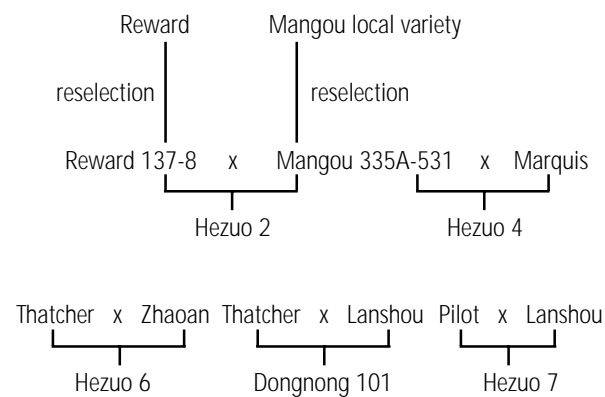 Reward Mangou local variety
reselection reselection
Reward 137-8 x Mangou 335A-531 x Marquis
Hezuo 2 Hezuo 4
Thatcher x Zhaoan Thatcher x Lanshou Pilot x Lanshou
Hezuo 6 Dongnong 101 Hezuo 7